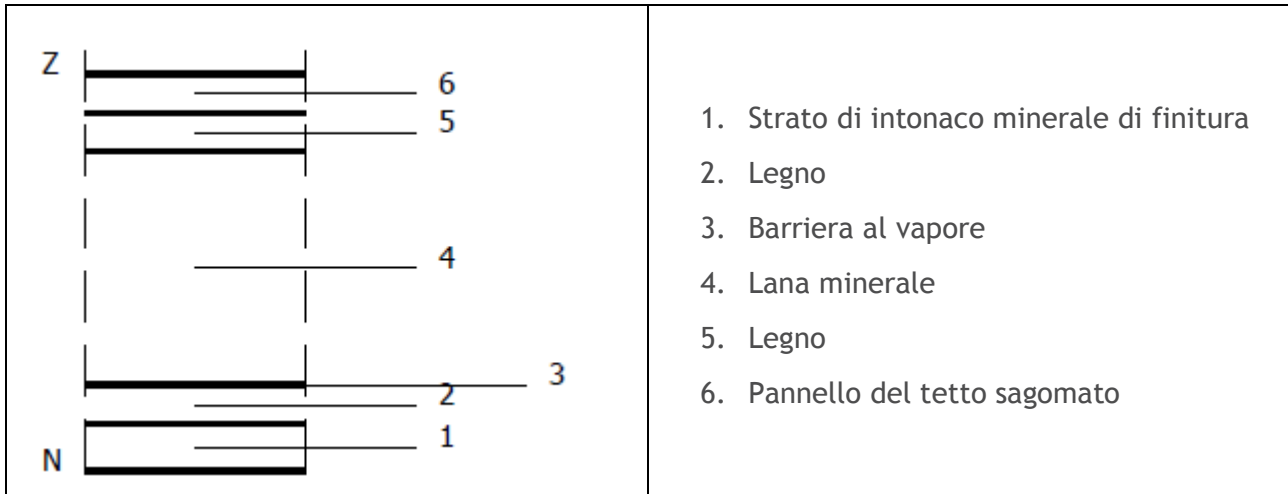 Z
6
5
4
3
2
1
N
1. Strato di intonaco minerale di finitura
2. Legno
3. Barriera al vapore
4. Lana minerale
5. Legno
6. Pannello del tetto sagomato